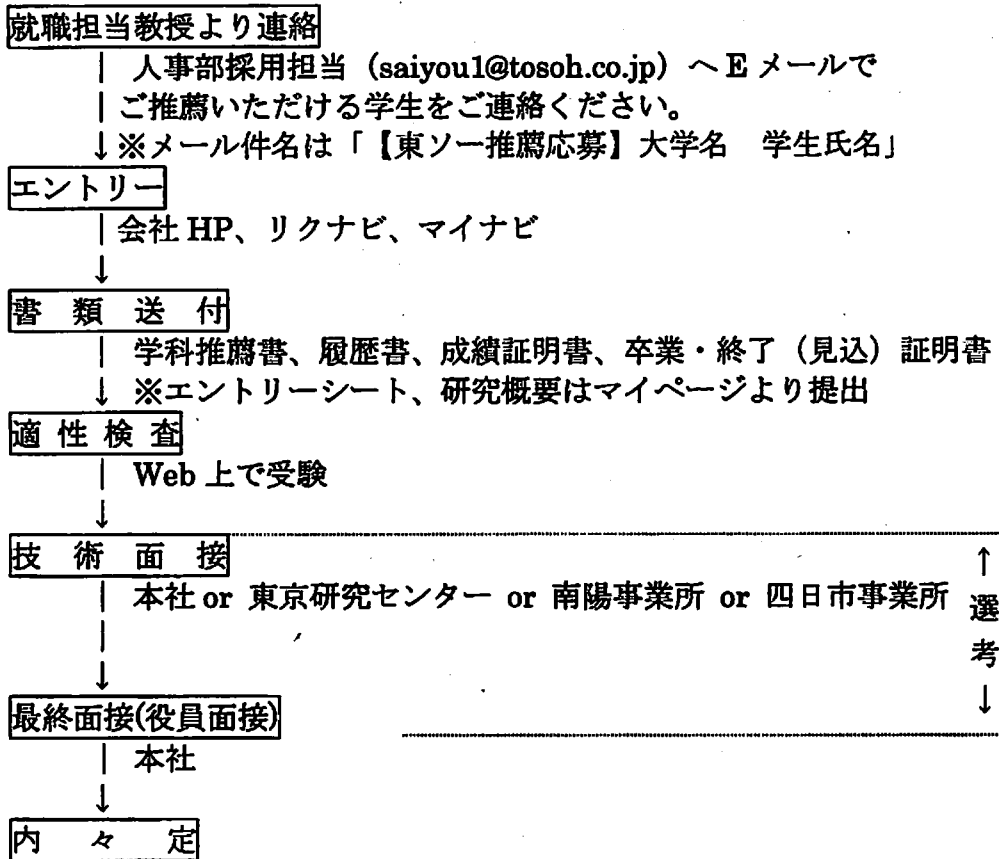 就職担当教授より連絡
人事部採用担当（saiyou1@tosoh.co.jp）へEメールで
ご推薦いただける学生をご連絡ください。
※メール件名は「【東ソー推薦応募】大学名　学生氏名」
エントリー
会社HP、リクナビ、マイナビ
書　類　送　付
学科推薦書、履歴書、成績証明書、卒業・終了（見込）証明書
※エントリーシート、研究概要はマイページより提出
適 性 検 査
Web上で受験
技　術　面　接
本社 or 東京研究センター or 南陽事業所 or 四日市事業所
選考
最終面接(役員面接)
本社
内　々　定